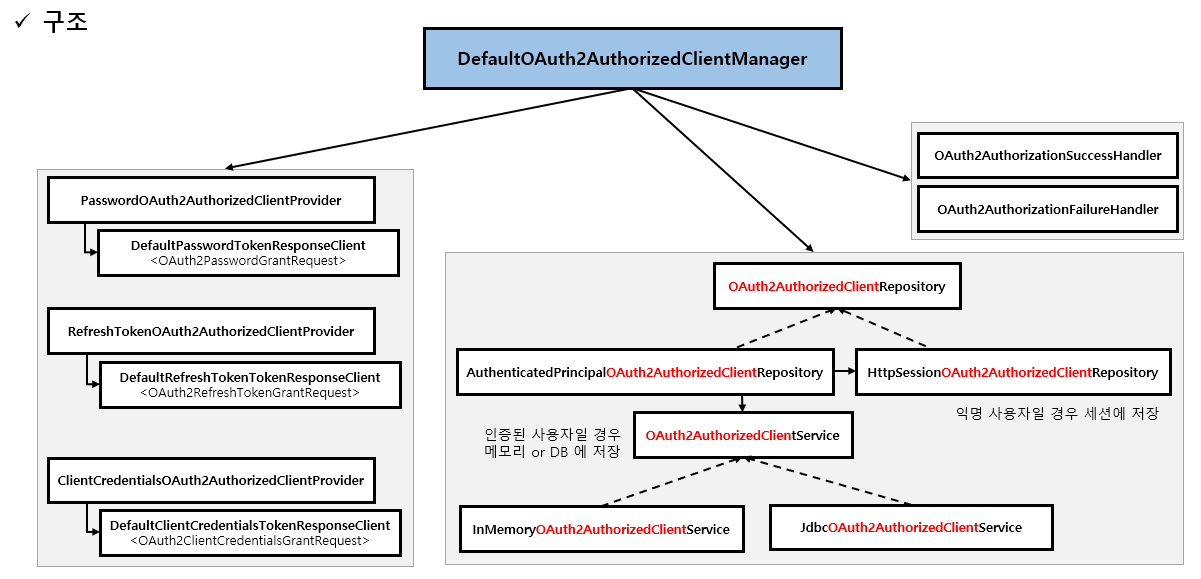 ✓ 구조
DefaultOAuth2AuthorizedClientManager
OAuth2AuthorizationSuccessHandler
OAuth2AuthorizationFailureHandler
PasswordOAuth2AuthorizedClientProvider
DefaultPasswordTokenResponseClient
<OAuth2PasswordGrantRequest>
RefreshTokenOAuth2AuthorizedClientProvider
DefaultRefreshTokenTokenResponseClient
<OAuth2RefreshTokenGrantRequest>
ClientCredentialsOAuth2AuthorizedClientProvider
DefaultClientCredentialsTokenResponseClient
<OAuth2ClientCredentialsGrantRequest>
OAuth2AuthorizedClientRepository
AuthenticatedPrincipalOAuth2AuthorizedClientRepository
HttpSessionOAuth2AuthorizedClientRepository
익명 사용자일 경우 세션에 저장
인증된 사용자일 경우
메모리 or DB 에 저장
OAuth2AuthorizedClientService
InMemoryOAuth2AuthorizedClientService
JdbcOAuth2AuthorizedClientService